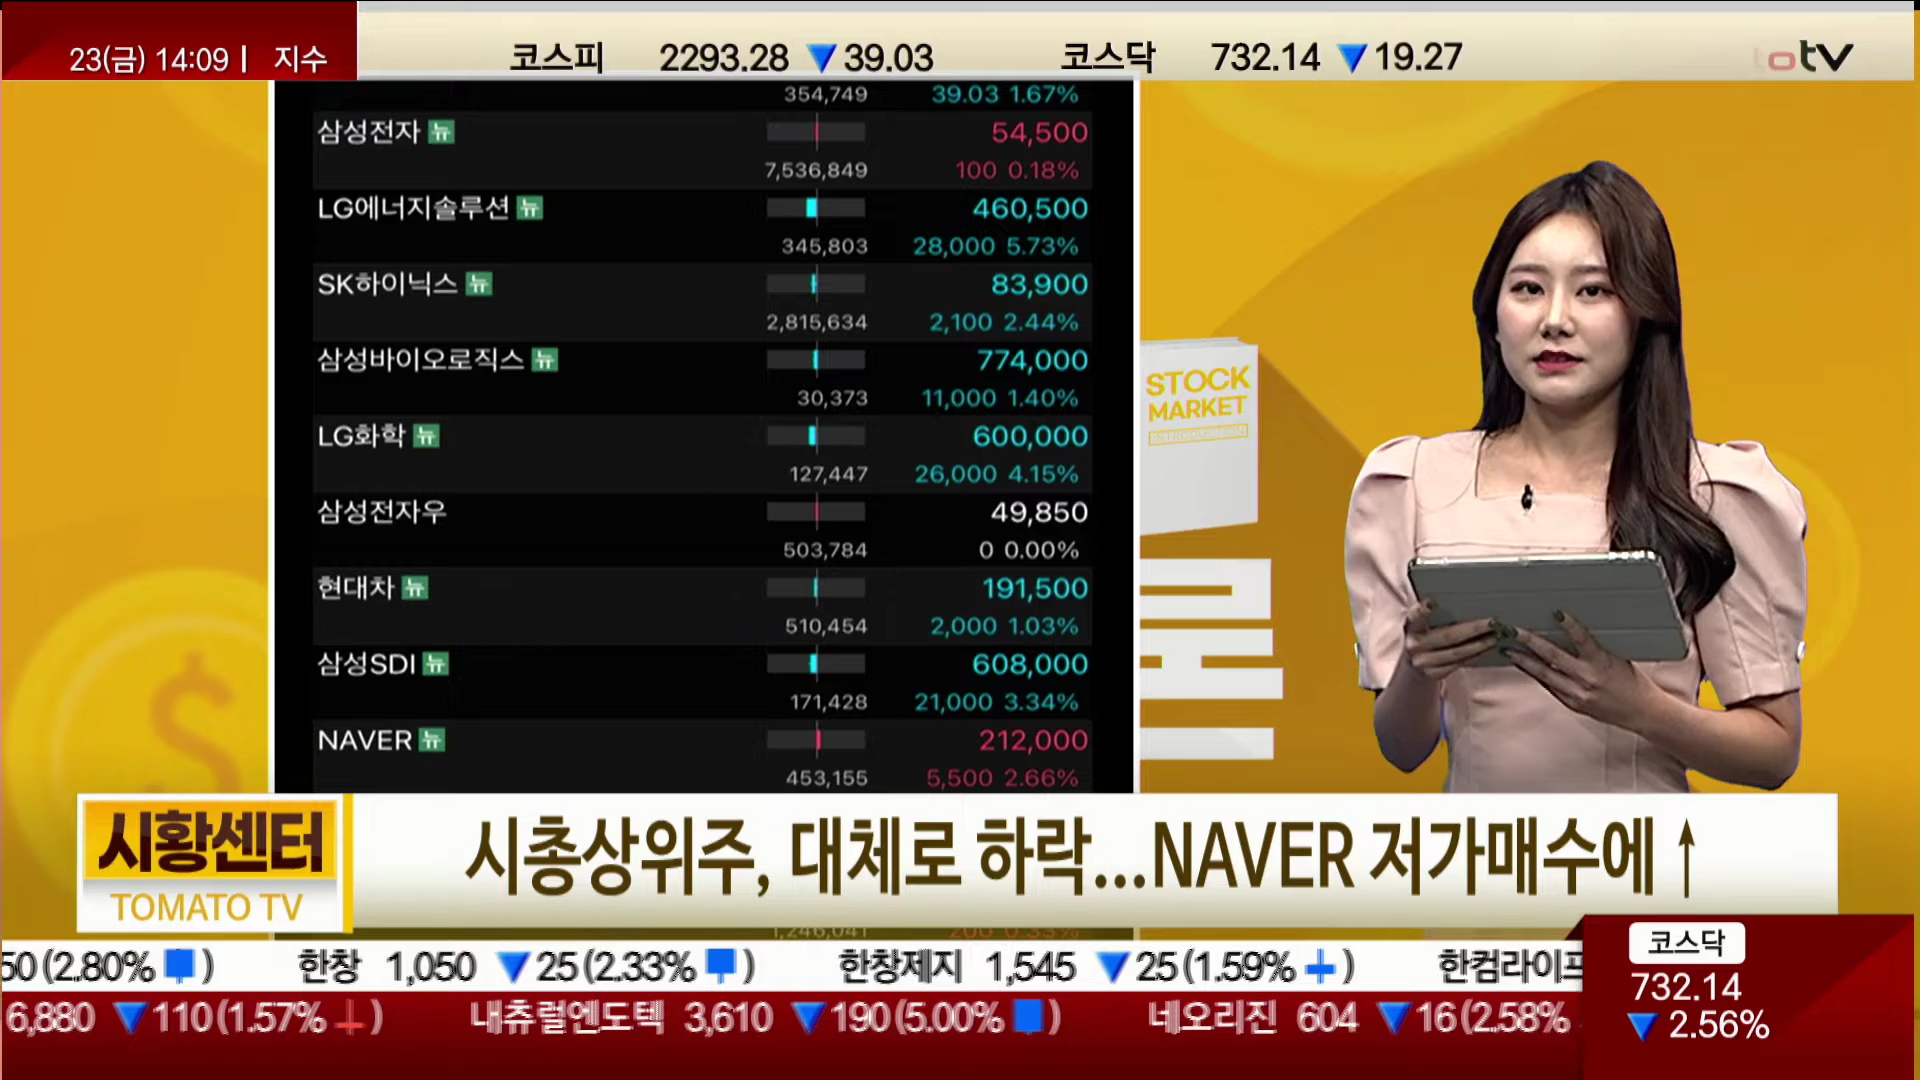 23(금) 14:09 | 지수
코스피 2293.28 ▼39.03 코스닥 732.14 ▼19.27
totv
354,749 39.03 1.67%
삼성전자 뉴 54,500
7,536,849 100 0.18%
LG에너지솔루션 뉴 460,500
345,803 28,000 5.73%
SK하이닉스 뉴 83,900
2,815,634 2,100 2.44%
삼성바이오로직스 뉴 774,000
30,373 11,000 1.40%
LG화학 뉴 600,000
127,447 26,000 4.15%
삼성전자우 49,850
503,784 0 0.00%
현대차 뉴 191,500
510,454 2,000 1.03%
삼성SDI 뉴 608,000
171,428 21,000 3.34%
NAVER 뉴 212,000
453,155 5,500 2.66%
STOCK
MARKET
INTRODUCTION
시황센터
TOMATO TV
시총상위주, 대체로 하락...NAVER 저가매수에↑
1,246,041 200 0.33%
50(2.80% ) 한창 1,050 ▼25(2.33% ) 한창제지 1,545 ▼25(1.59% ) 한컴라이프
6,880 ▼110(1.57% ) 내츄럴엔도텍 3,610 ▼190(5.00% ) 네오리진 604 ▼16(2.58%
코스닥
732.14
▼ 2.56%